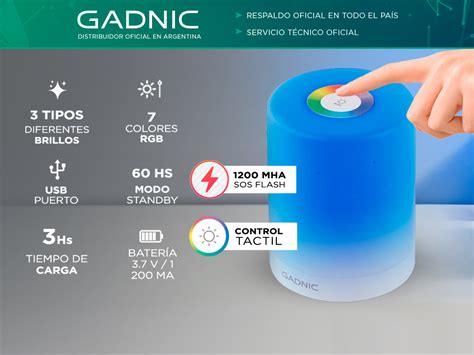 GADNIC
DISTRIBUIDOR OFICIAL EN ARGENTINA
RESPALDO OFICIAL EN TODO EL PAÍS
SERVICIO TÉCNICO OFICIAL
3 TIPOS
DIFERENTES
BRILLOS
7
COLORES
RGB
USB
PUERTO
60 HS
MODO
STANDBY
1200 MHA
SOS FLASH
3Hs
TIEMPO DE
CARGA
BATERÍA
3.7 V / 1
200 MA
CONTROL
TACTIL
GADNIC